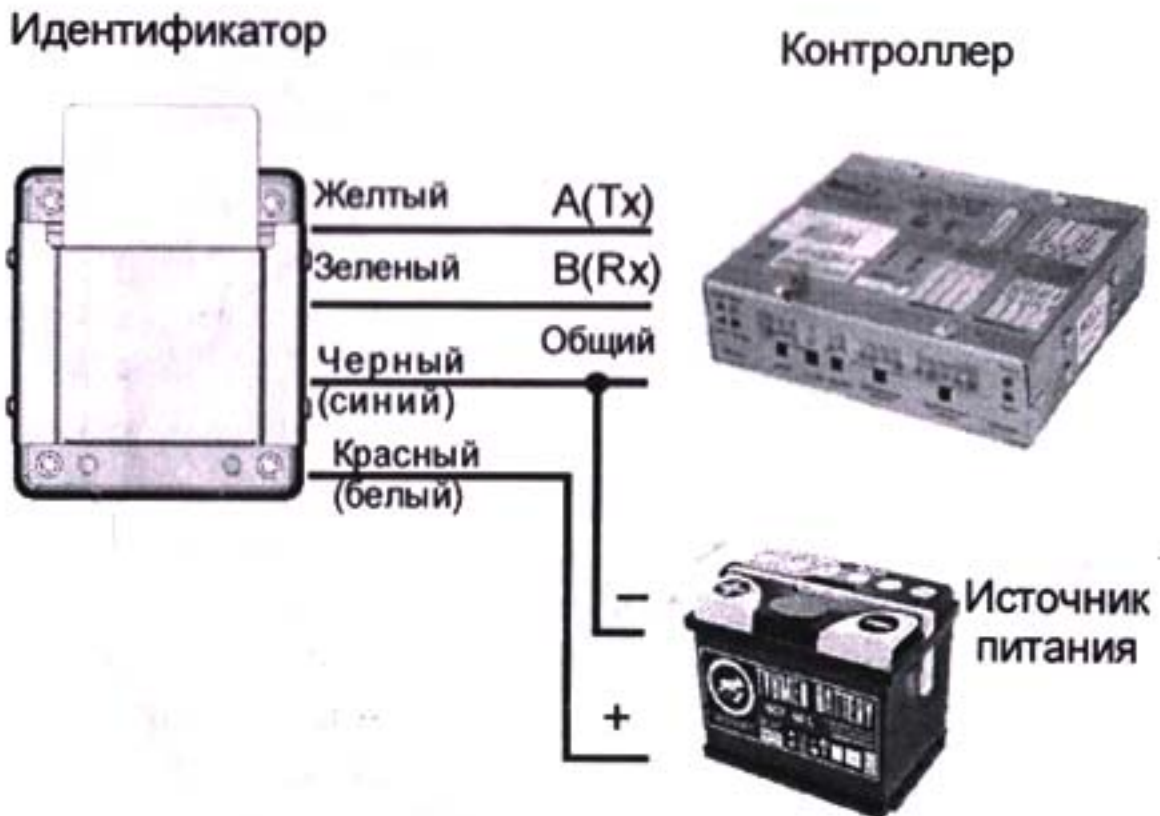 Идентификатор
Контроллер
Желтый
A(Tx)
Зеленый
B(Rx)
Черный
(синий)
Общий
Красный
(белый)
−
+
Источник
питания